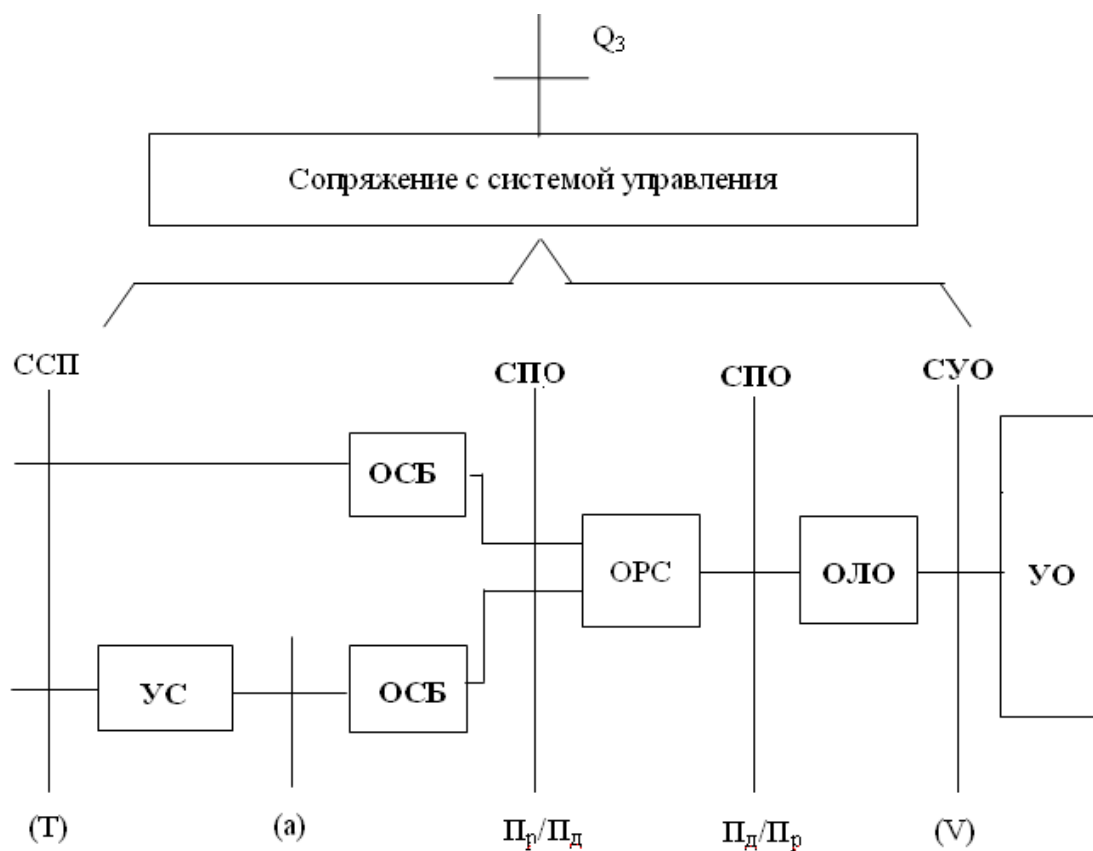 Q3
Сопряжение с системой управления
ССП
СПО
СПО
СУО
ОСБ
ОРС
ОЛО
УО
УС
ОСБ
(Т)
(а)
Пр/Пд
Пд/Пр
(V)